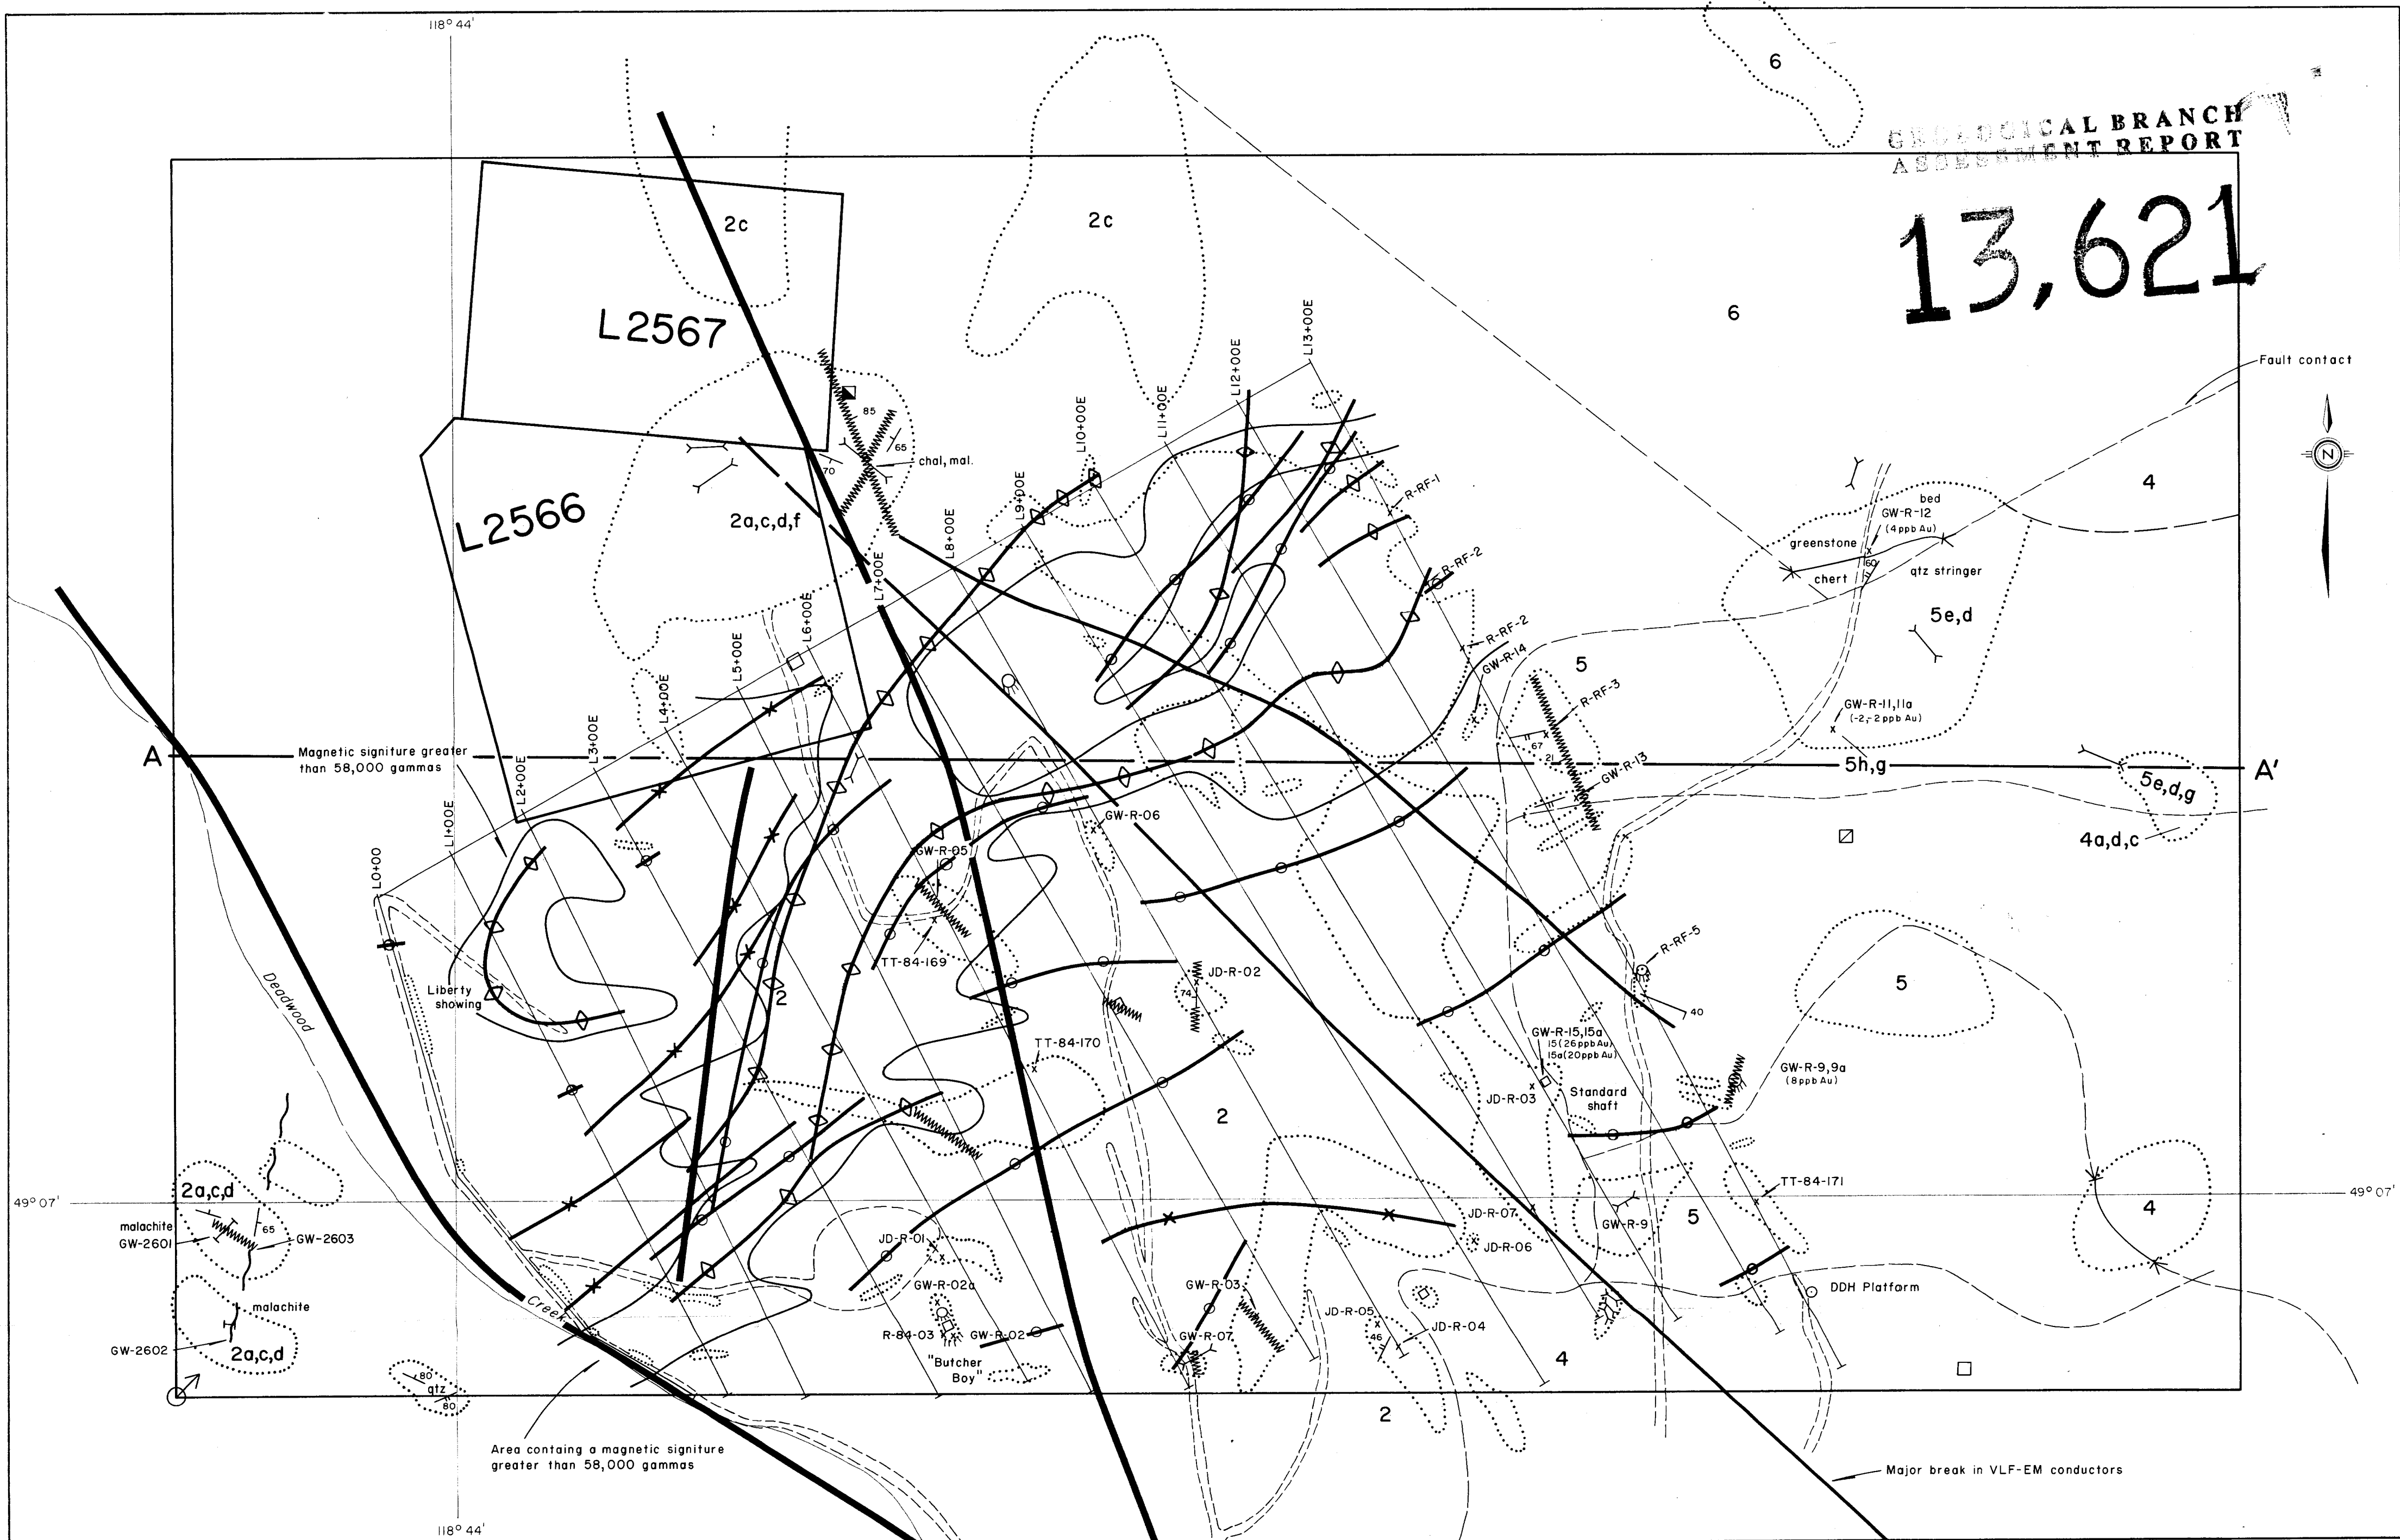 118° 44'
6
GEOLOGICAL BRANCH
ASSESSMENT REPORT
13,621
2c
2c
6
L2567
L2566
Fault contact
N
85
65
70
chal, mal.
2a,c,d,f
L0+00
L1+00E
L2+00E
L3+00E
L4+00E
L5+00E
L6+00E
L7+00E
L8+00E
L9+00E
L10+00E
L11+00E
L12+00E
L13+00E
R-RF-1
R-RF-2
R-RF-2
GW-R-14
5
R-RF-3
67
21
GW-R-13
4
bed
GW-R-12
(4ppb Au)
greenstone
60
chert
qtz stringer
5e,d
GW-R-11,11a
(-2,-2ppb Au)
A
Magnetic signiture greater
than 58,000 gammas
5h,g
A'
5e,d,g
4a,d,c
GW-R-06
GW-R-05
TT-84-169
Deadwood
Liberty
showing
2
JD-R-02
74
R-RF-5
40
5
TT-84-170
GW-R-15,15a
15(26ppbAu)
15a(20ppbAu)
JD-R-03
Standard
shaft
GW-R-9,9a
(8ppbAu)
2
49° 07'
2a,c,d
malachite
GW-2601
65
GW-2603
TT-84-171
49° 07'
JD-R-07
GW-R-9
5
4
JD-R-01
JD-R-06
GW-R-02a
GW-R-03
DDH Platform
malachite
GW-2602
2a,c,d
Creek
R-84-03
GW-R-02
"Butcher
Boy"
GW-R-07
JD-R-05
46
JD-R-04
4
80
qtz
80
2
Area containg a magnetic signiture
greater than 58,000 gammas
Major break in VLF-EM conductors
118° 44'